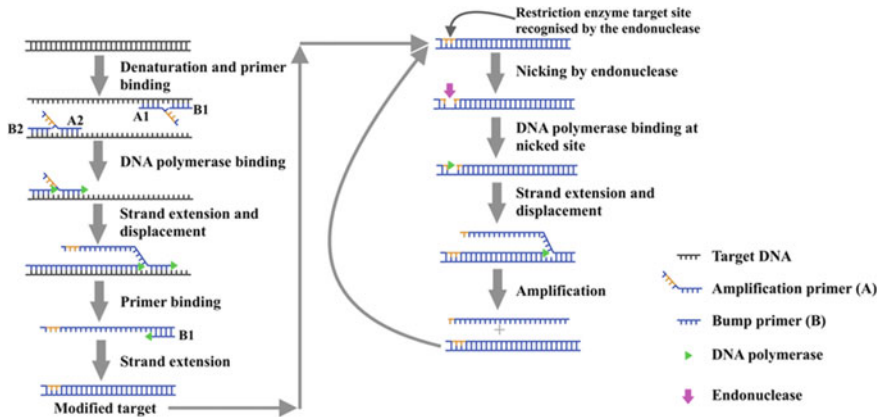 Denaturation and primer
binding
A1
B1
B2
A2
DNA polymerase binding
Strand extension and
displacement
Primer binding
B1
Strand extension
Modified target
Restriction enzyme target site
recognised by the endonuclease
Nicking by endonuclease
DNA polymerase binding at
nicked site
Strand extension and
displacement
Amplification
+
Target DNA
Amplification primer (A)
Bump primer (B)
DNA polymerase
Endonuclease